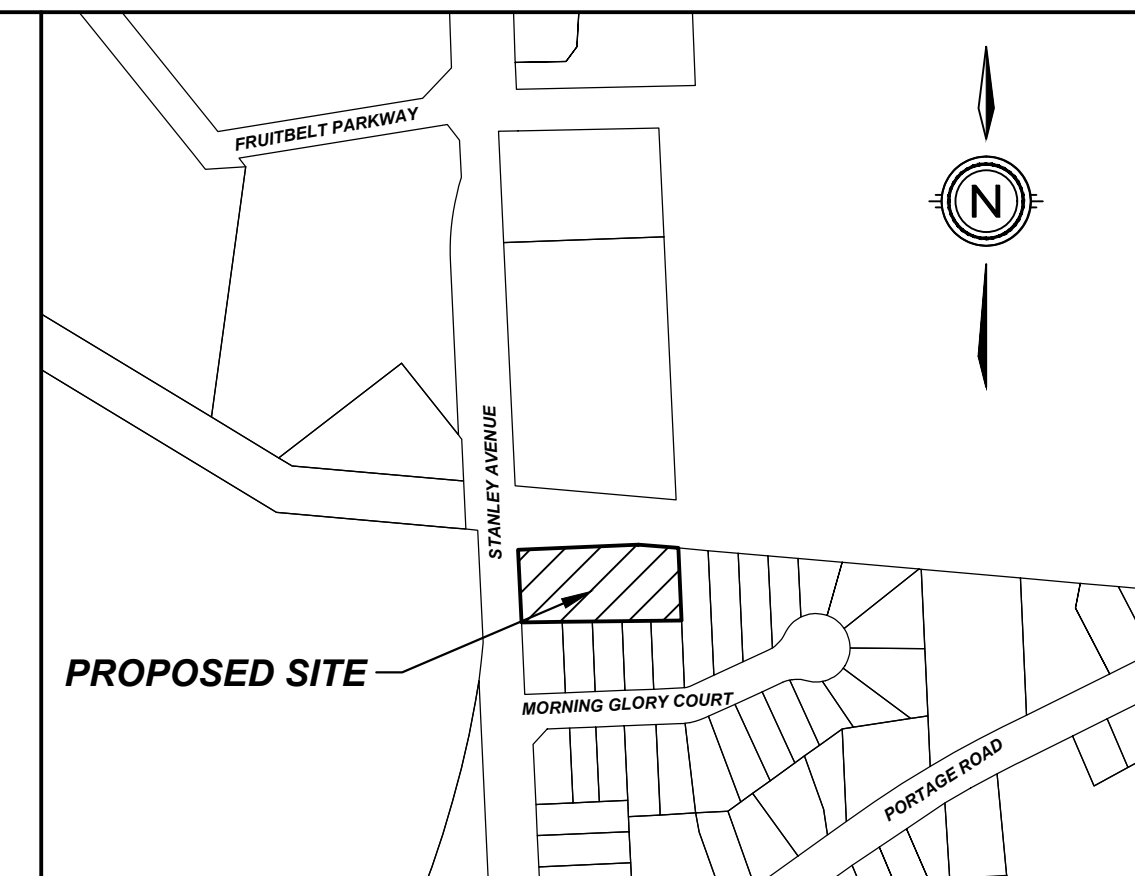 FRUITBELT PARKWAY
N
STANLEY AVENUE
PROPOSED SITE
MORNING GLORY COURT
PORTAGE ROAD